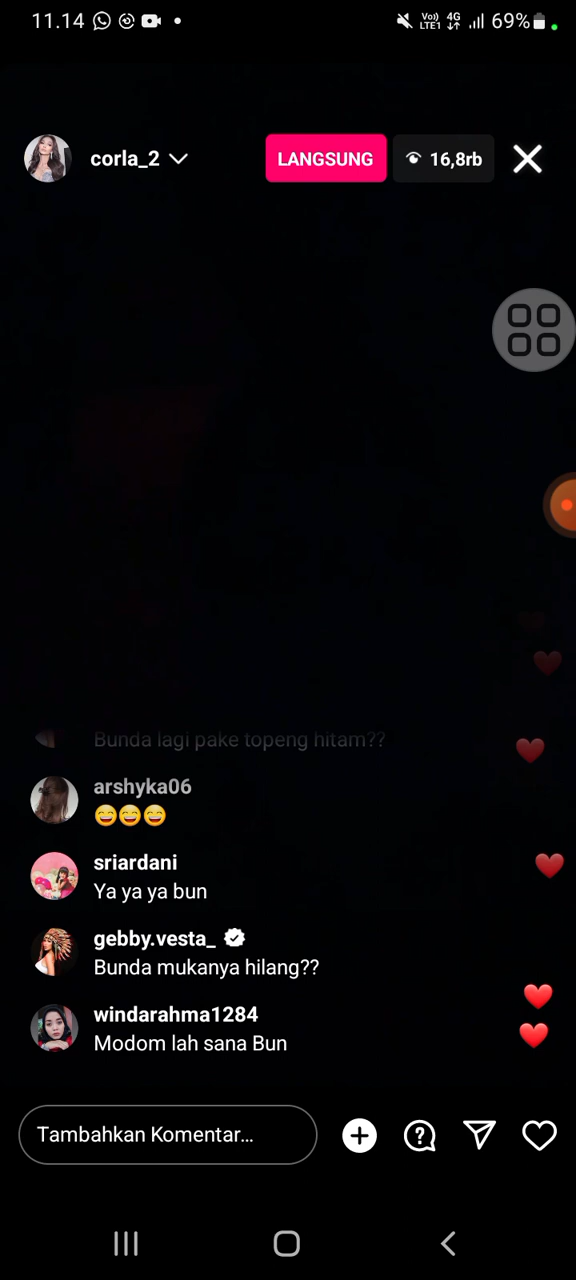 11.14
Vo)) 4G
LTE1
69%
corla_2
LANGSUNG
16,8rb
Bunda lagi pake topeng hitam??
arshyka06
😄😄😄
sriardani
Ya ya ya bun
gebby.vesta_
Bunda mukanya hilang??
windarahma1284
Modom lah sana Bun
Tambahkan Komentar...